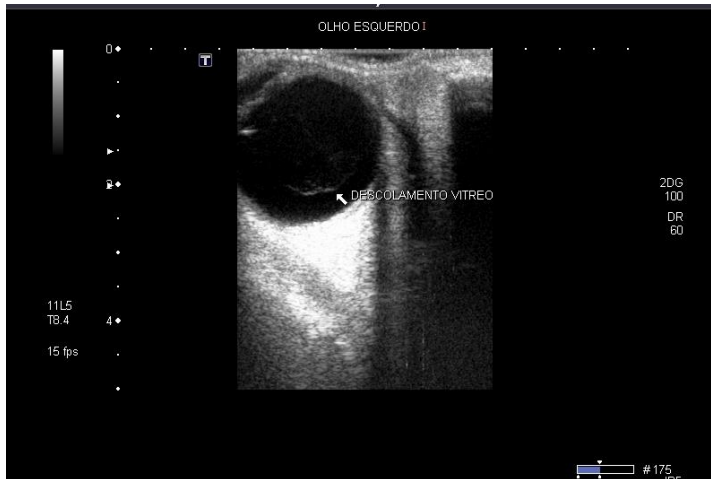 OLHO ESQUERDO
T
0
2
DESCOLAMENTO VITREO
2DG
100
DR
60
11L5
T8.4
4
15 fps
#175